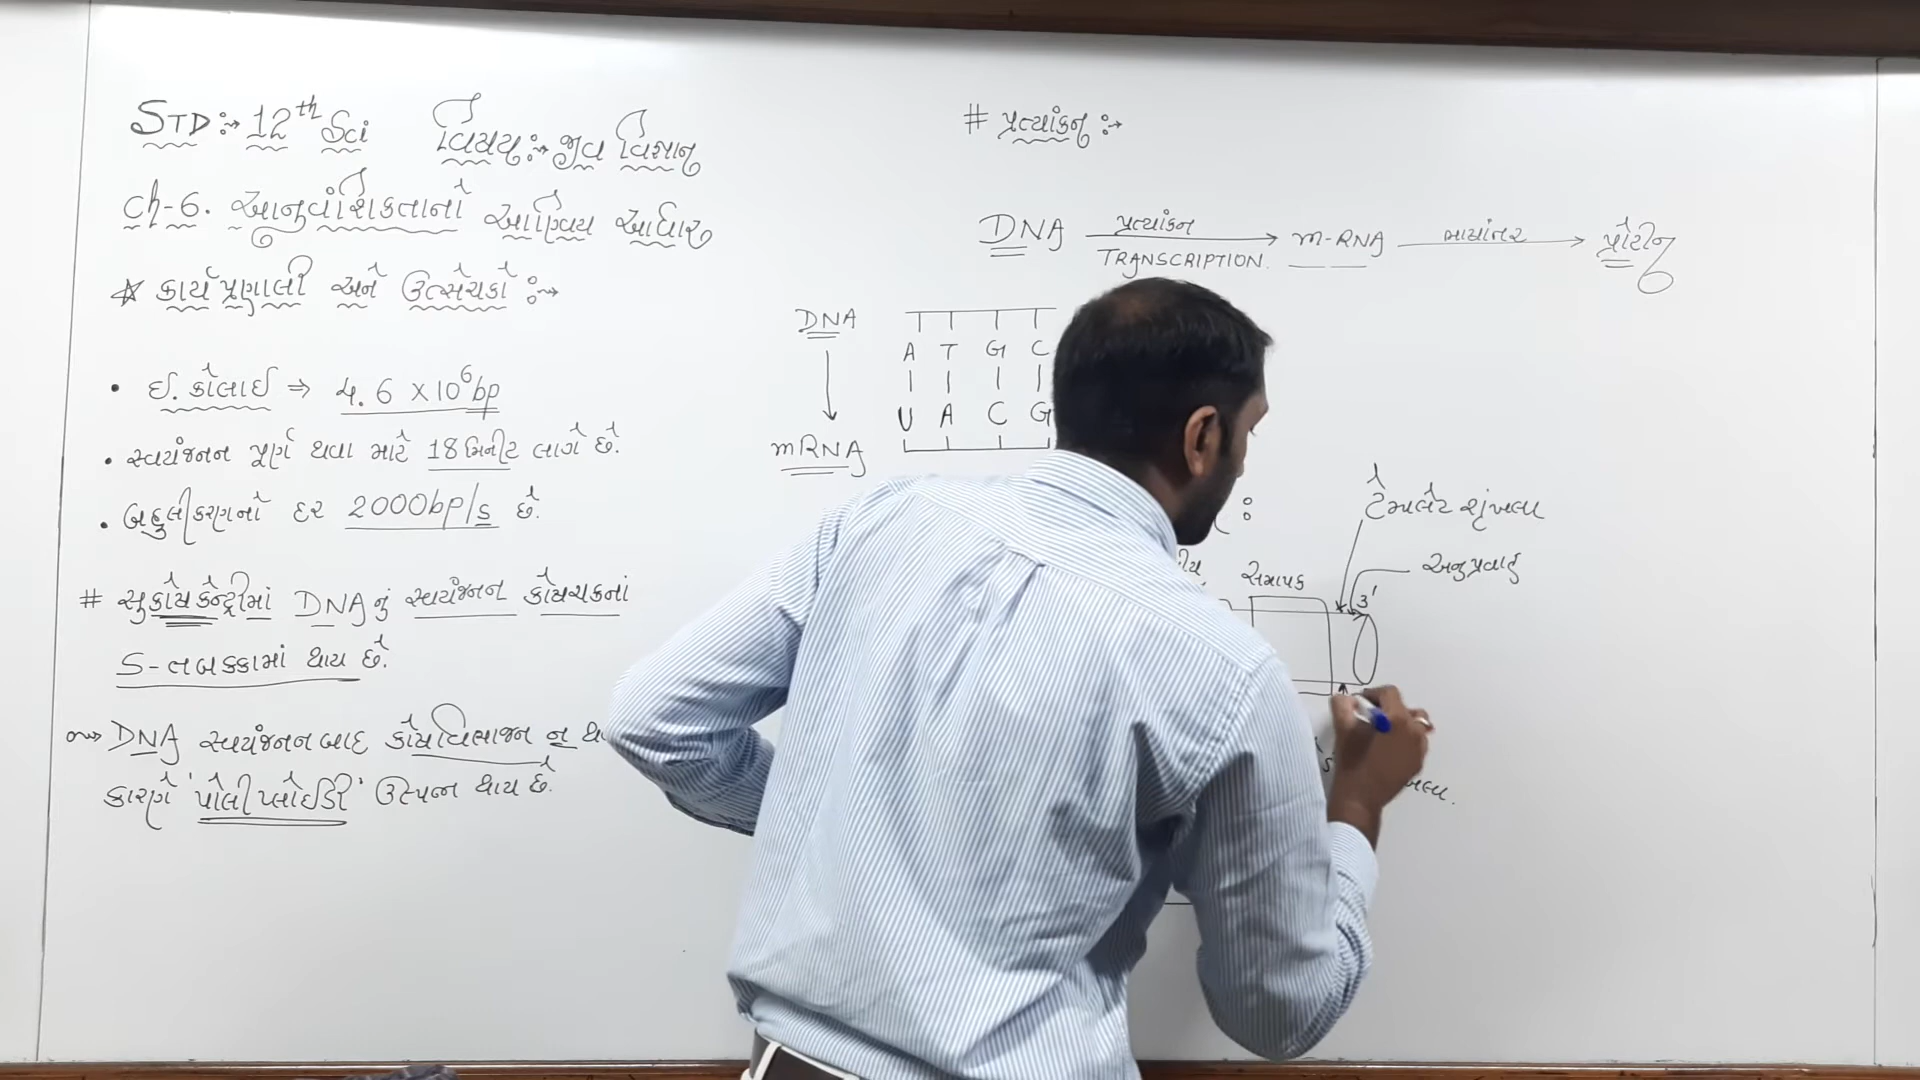 STD:→ 12th Sci વિષય:→ જીવ વિજ્ઞાન
Ch-6. આનુવંશિકતાનો આણ્વિય આધાર
☆ કાર્ય પ્રણાલી અને ઉત્સેચકો :→
• ઈ. કોલાઈ ⇒ 4.6 ×10⁶ bp
• સ્વયંજનન પૂર્ણ થવા માટે 18 મિનીટ લાગે છે.
• બહુલીકરણનો દર 2000bp/s છે.
# સુકોષકેન્દ્રીમાં DNA નું સ્વયંજનન કોષચક્રનાં
S-તબક્કામાં થાય છે.
DNA સ્વયંજનન બાદ કોષવિભાજન ન
કારણે 'પોલીપ્લોઈડી' ઉત્પન્ન થાય છે.
# પ્રત્યાંકન :→
DNA પ્રત્યાંકન TRANSCRIPTION. → m-RNA ભાષાંતર → પ્રોટીન
DNA
A T G C
U A C G
mRNA
ટેમ્પલેટ શૃંખલા
સમાપક
અનુપ્રવાહ
3'